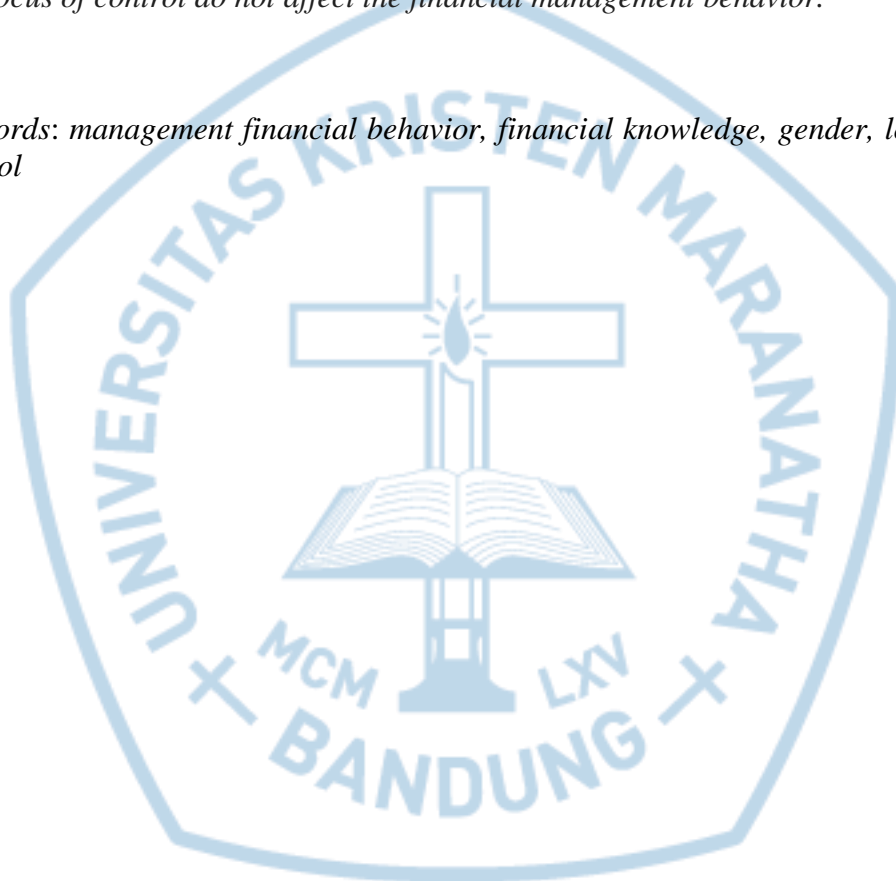 ocus of control do not affect the financial management behavior.
ords: management financial behavior, financial knowledge, gender, lo
ol
UNIVERSITAS KRISTEN MARANATHA
MCM LXV
BANDUNG